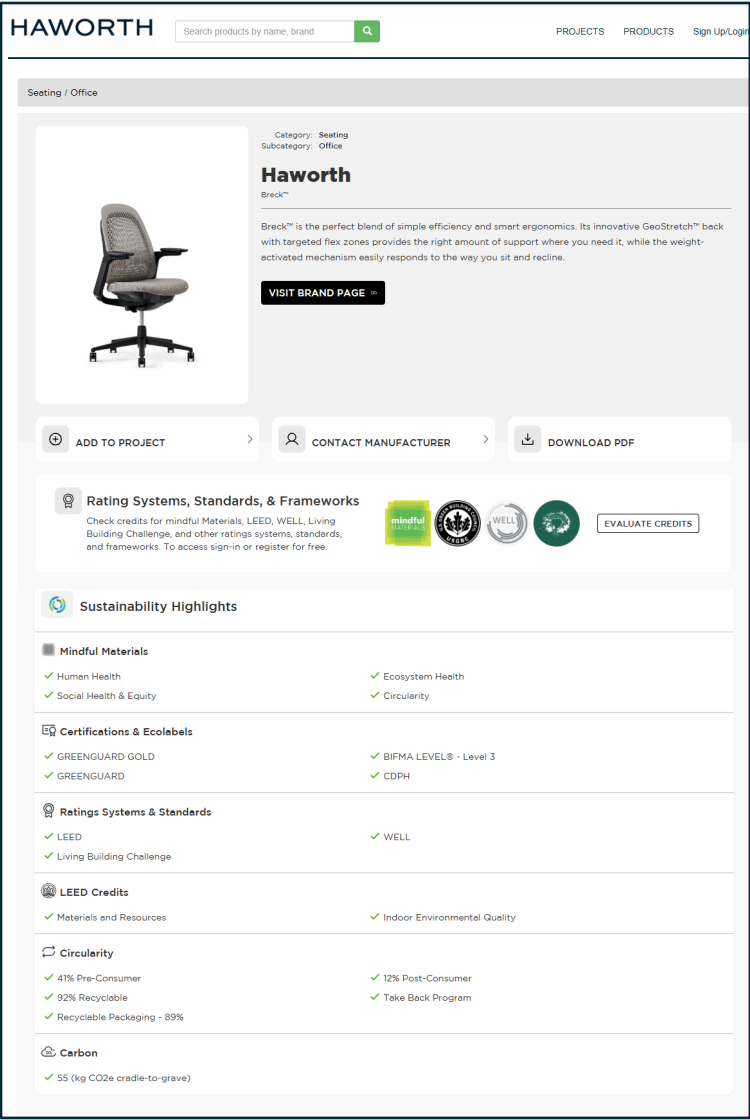 HAWORTH
Search products by name, brand
PROJECTS PRODUCTS Sign Up/Login
Seating / Office
Category: Seating
Subcategory: Office
Haworth
Breck™
Breck™ is the perfect blend of simple efficiency and smart ergonomics. Its innovative GeoStretch™ back
with targeted flex zones provides the right amount of support where you need it, while the weight-
activated mechanism easily responds to the way you sit and recline.
VISIT BRAND PAGE
ADD TO PROJECT
CONTACT MANUFACTURER
DOWNLOAD PDF
Rating Systems, Standards, & Frameworks
Check credits for mindful Materials, LEED, WELL, Living
Building Challenge, and other ratings systems, standards,
and frameworks. To access sign-in or register for free.
mindful
MATERIALS
U.S. GREEN BUILDING COUNCIL
USGBC
WELL
EVALUATE CREDITS
Sustainability Highlights
Mindful Materials
Human Health
Ecosystem Health
Social Health & Equity
Circularity
Certifications & Ecolabels
GREENGUARD GOLD
BIFMA LEVEL® - Level 3
GREENGUARD
CDPH
Ratings Systems & Standards
LEED
WELL
Living Building Challenge
LEED Credits
Materials and Resources
Indoor Environmental Quality
Circularity
41% Pre-Consumer
12% Post-Consumer
92% Recyclable
Take Back Program
Recyclable Packaging - 89%
Carbon
55 (kg CO2e cradle-to-grave)